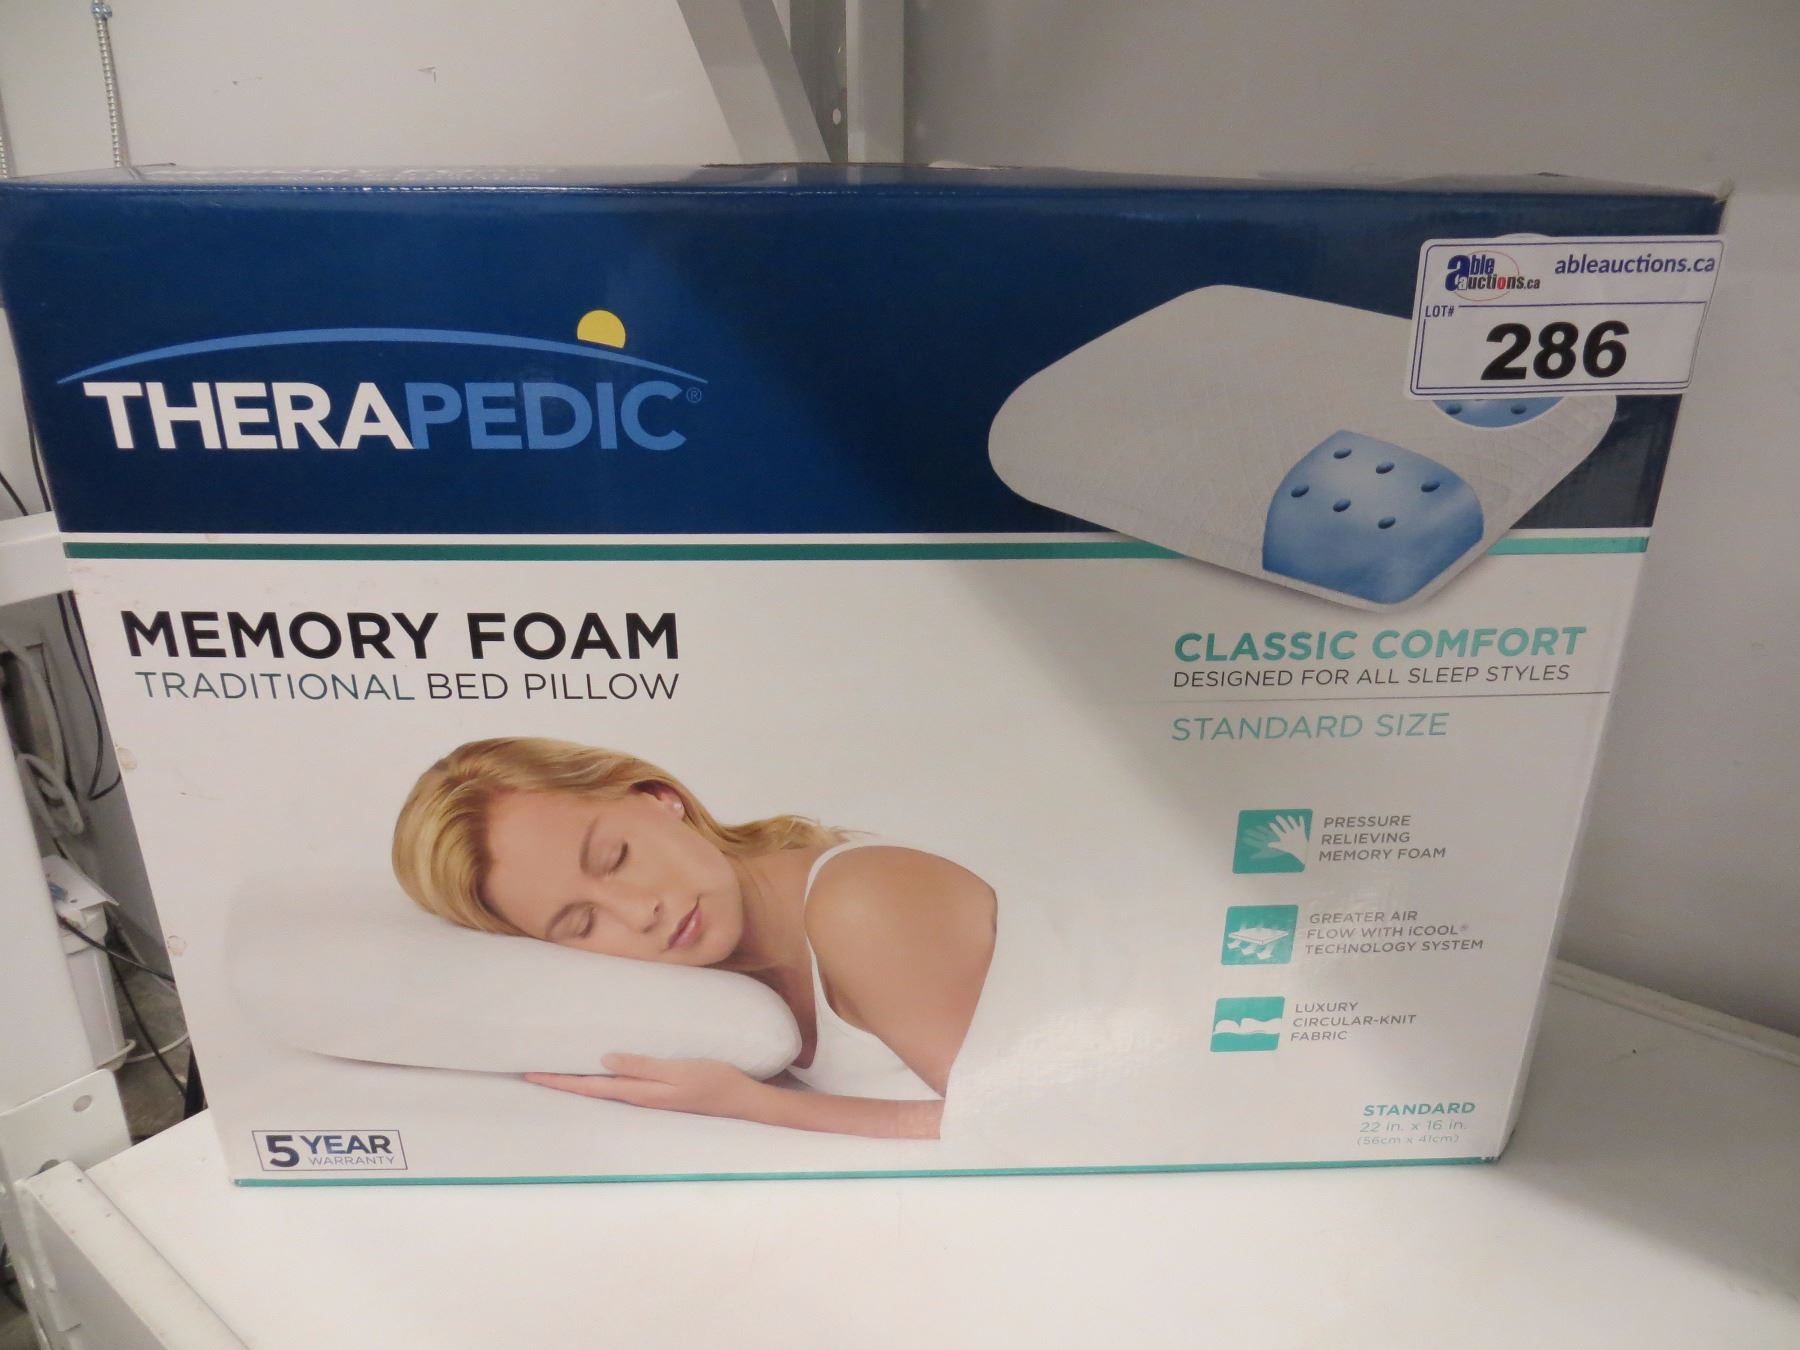 able auctions.ca ableauctions.ca
LOT#
286
THERAPEDIC®
MEMORY FOAM
TRADITIONAL BED PILLOW
CLASSIC COMFORT
DESIGNED FOR ALL SLEEP STYLES
STANDARD SIZE
PRESSURE
RELIEVING
MEMORY FOAM
GREATER AIR
FLOW WITH iCOOL®
TECHNOLOGY SYSTEM
LUXURY
CIRCULAR-KNIT
FABRIC
STANDARD
22 in. x 16 in.
(56cm x 41cm)
5 YEAR
WARRANTY